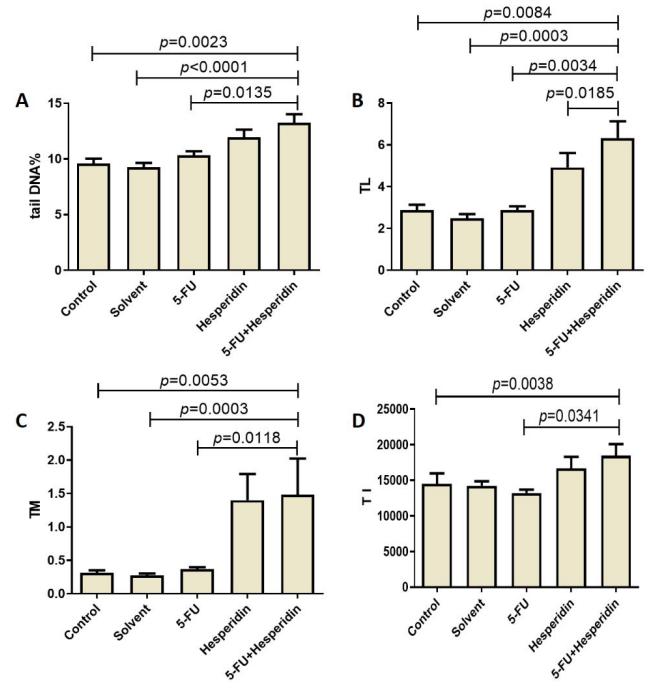 p=0.0023
p<0.0001
p=0.0135
A
15
10
5
0
tail DNA%
Control
Solvent
5-FU
Hesperidin
5-FU+Hesperidin
p=0.0084
p=0.0003
p=0.0034
p=0.0185
B
8
6
4
2
0
TL
Control
Solvent
5-FU
Hesperidin
5-FU+Hesperidin
p=0.0053
p=0.0003
p=0.0118
C
2.5
2.0
1.5
1.0
0.5
0.0
TM
Control
Solvent
5-FU
Hesperidin
5-FU+Hesperidin
p=0.0038
p=0.0341
D
25000
20000
15000
10000
5000
0
T I
Control
Solvent
5-FU
Hesperidin
5-FU+Hesperidin